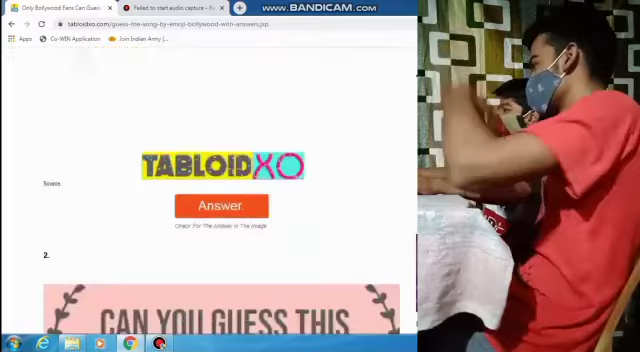 Only Bollywood Fans Can Guess
Failed to start audio capture - R
WWW.BANDICAM.COM
tabloidxo.com/guess-the-song-by-emoji-bollywood-with-answers.jsp
Apps
Co-WIN Application
Join Indian Army |
TABLOIDXO
Source
Answer
Check For The Answer In The Image
2.
CAN YOU GUESS THIS